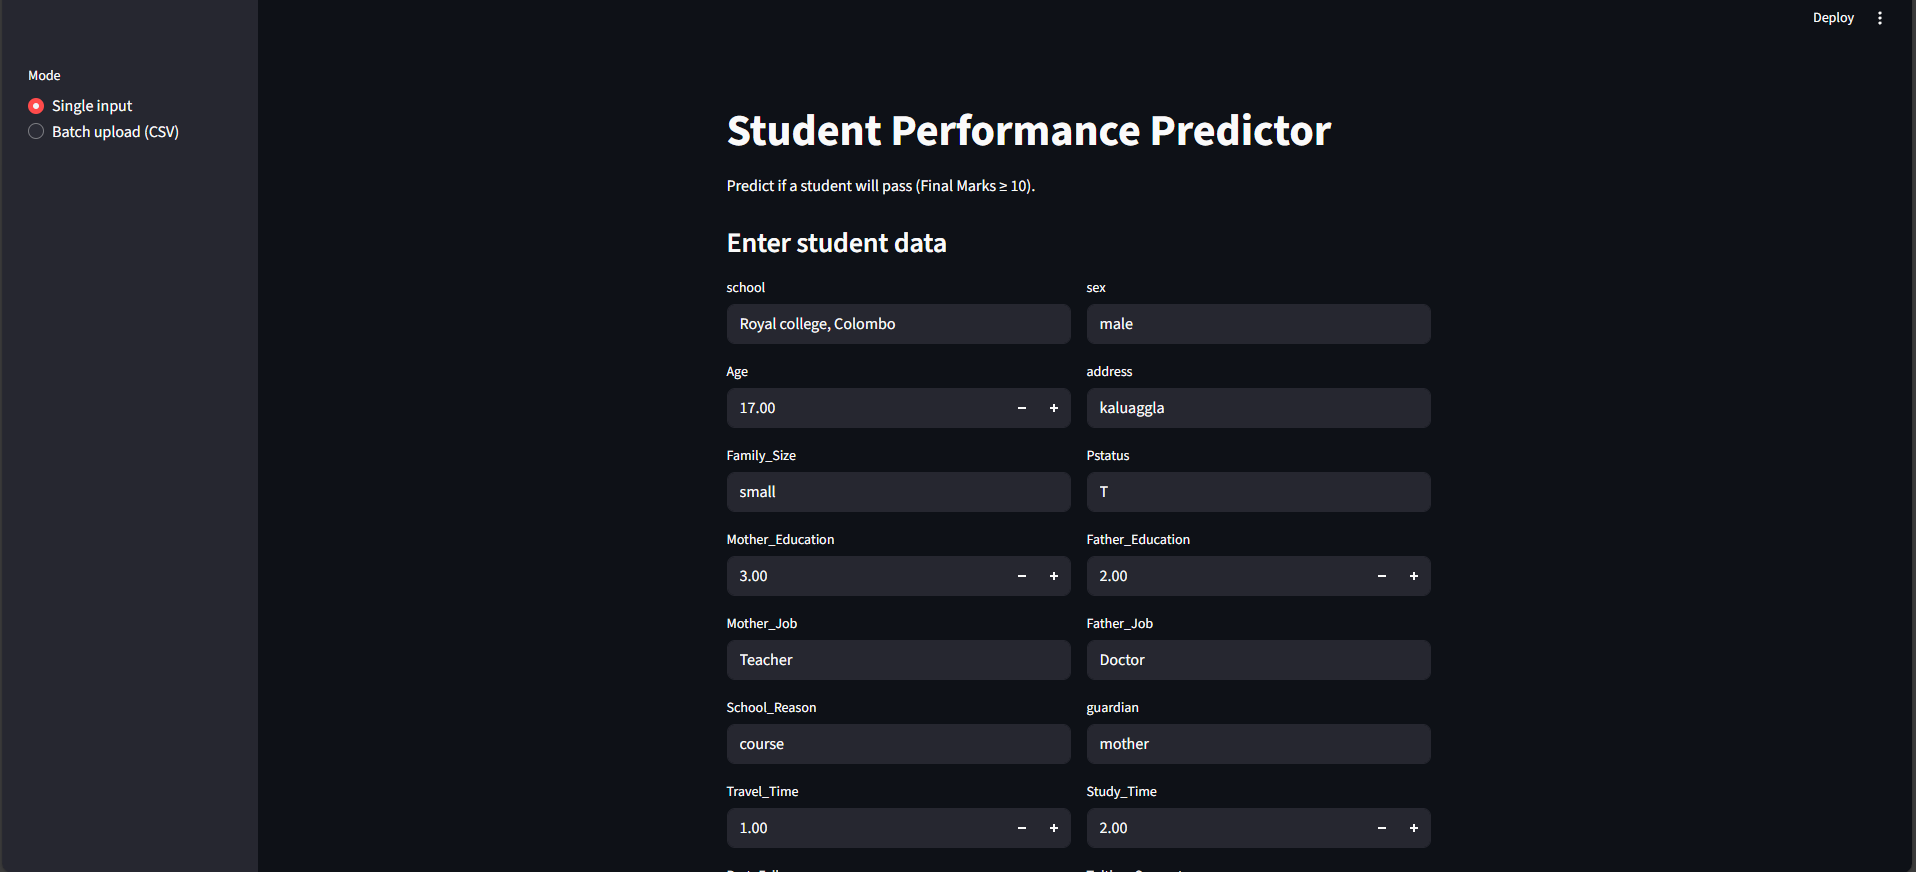 Deploy
Mode
Single input
Batch upload (CSV)
Student Performance Predictor
Predict if a student will pass (Final Marks ≥ 10).
Enter student data
school
sex
Royal college, Colombo
male
Age
address
17.00
kaluaggla
Family_Size
Pstatus
small
T
Mother_Education
Father_Education
3.00
2.00
Mother_Job
Father_Job
Teacher
Doctor
School_Reason
guardian
course
mother
Travel_Time
Study_Time
1.00
2.00